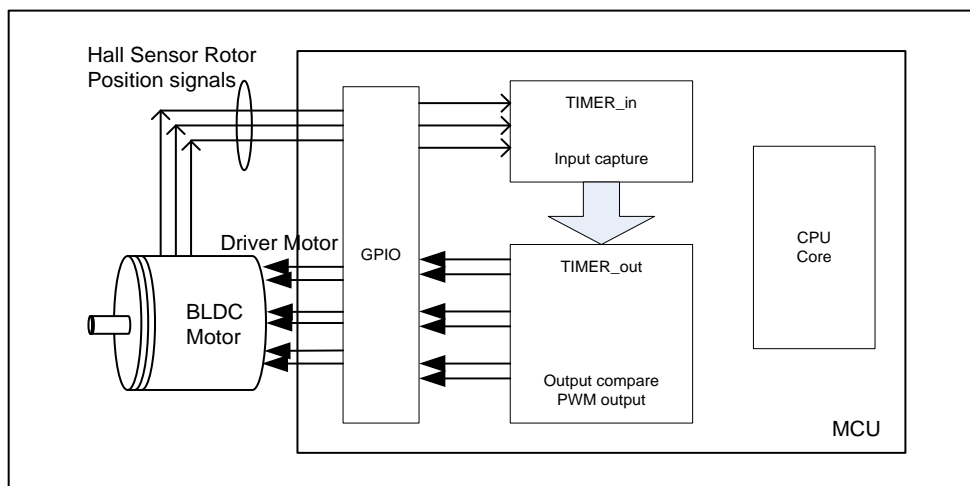 Hall Sensor Rotor
Position signals
TIMER_in
Input capture
CPU
Core
Driver Motor
GPIO
TIMER_out
BLDC
Motor
Output compare
PWM output
MCU